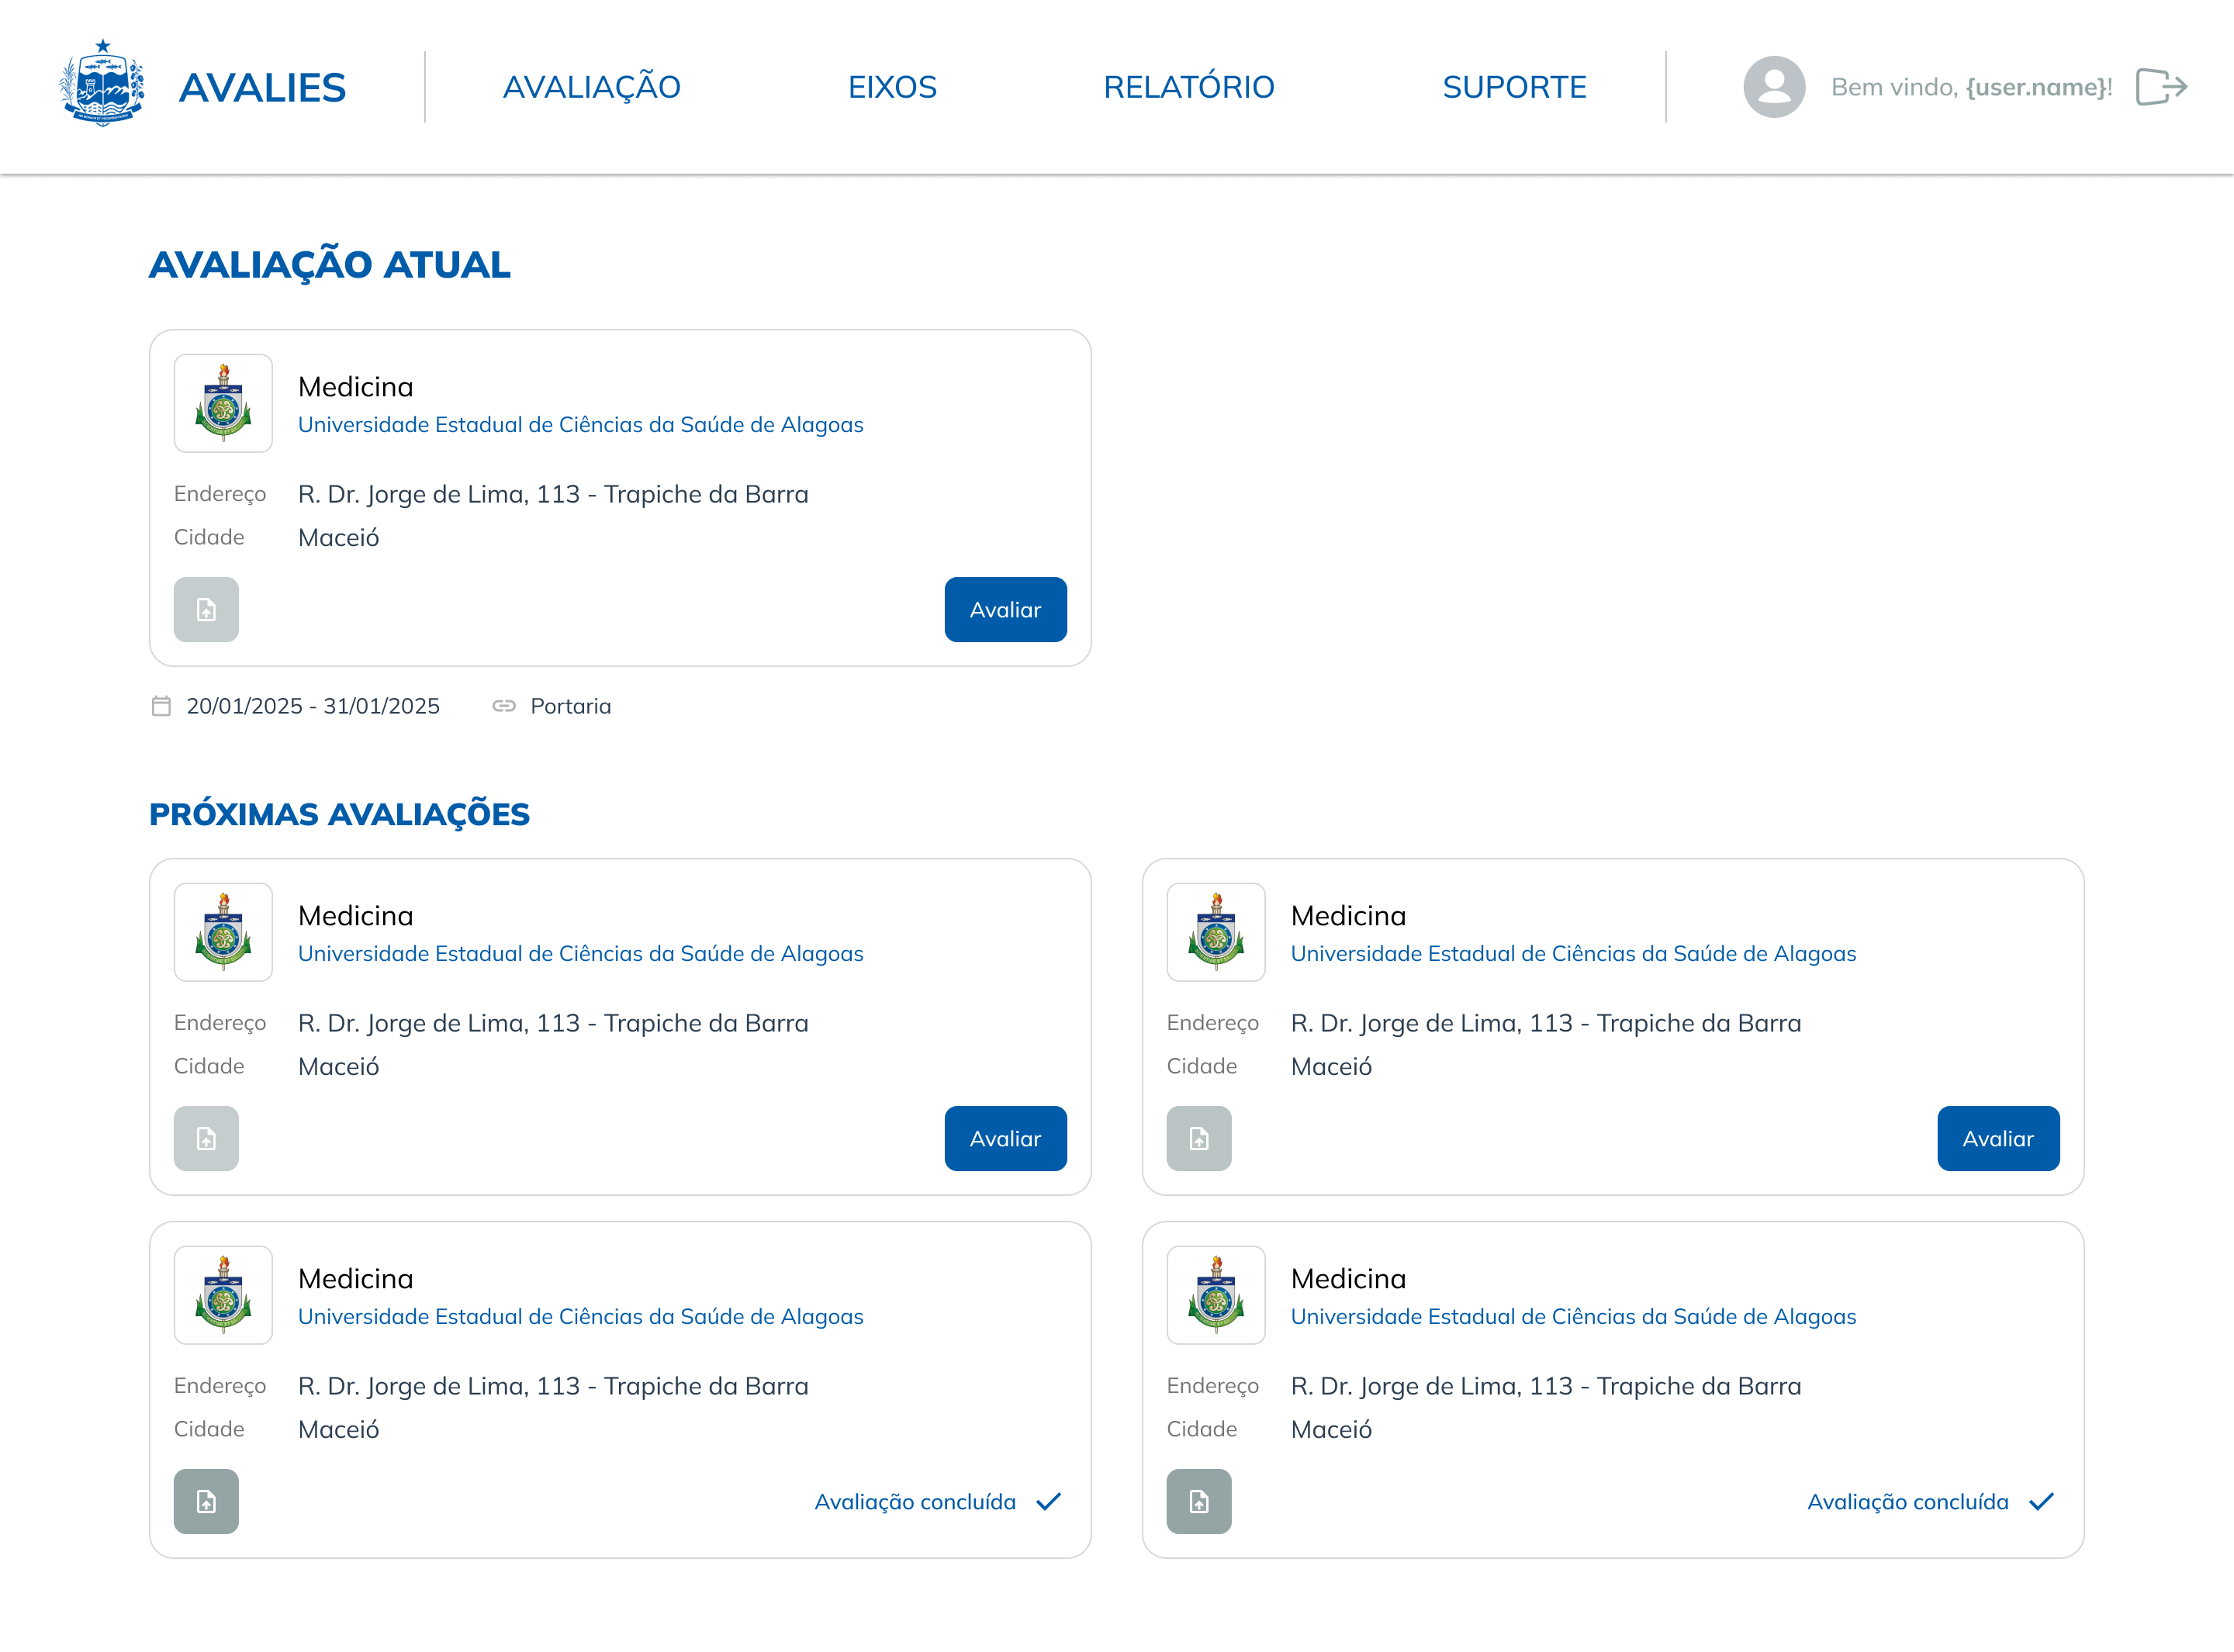 AVALIES
AVALIAÇÃO
EIXOS
RELATÓRIO
SUPORTE
Bem vindo, {user.name}!
AVALIAÇÃO ATUAL
Medicina
Universidade Estadual de Ciências da Saúde de Alagoas
Endereço R. Dr. Jorge de Lima, 113 - Trapiche da Barra
Cidade Maceió
Avaliar
20/01/2025 - 31/01/2025
Portaria
PRÓXIMAS AVALIAÇÕES
Medicina
Universidade Estadual de Ciências da Saúde de Alagoas
Endereço R. Dr. Jorge de Lima, 113 - Trapiche da Barra
Cidade Maceió
Avaliar
Medicina
Universidade Estadual de Ciências da Saúde de Alagoas
Endereço R. Dr. Jorge de Lima, 113 - Trapiche da Barra
Cidade Maceió
Avaliar
Medicina
Universidade Estadual de Ciências da Saúde de Alagoas
Endereço R. Dr. Jorge de Lima, 113 - Trapiche da Barra
Cidade Maceió
Avaliação concluída
Medicina
Universidade Estadual de Ciências da Saúde de Alagoas
Endereço R. Dr. Jorge de Lima, 113 - Trapiche da Barra
Cidade Maceió
Avaliação concluída